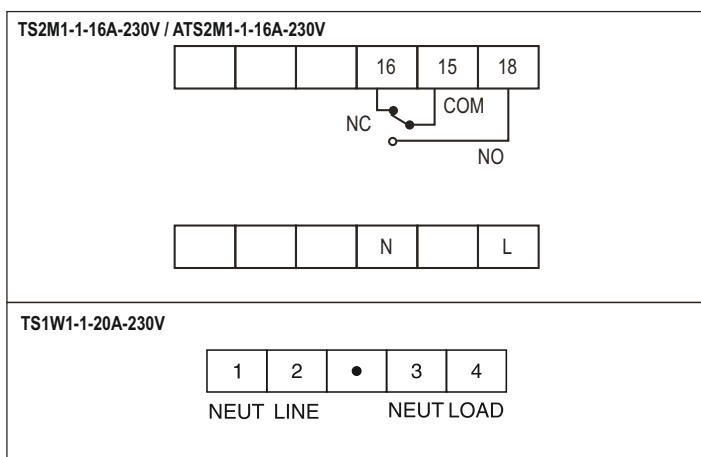 TS2M1-1-16A-230V / ATS2M1-1-16A-230V
16 15 18
NC COM
NO
N L
TS1W1-1-20A-230V
1 2 • 3 4
NEUT LINE NEUT LOAD